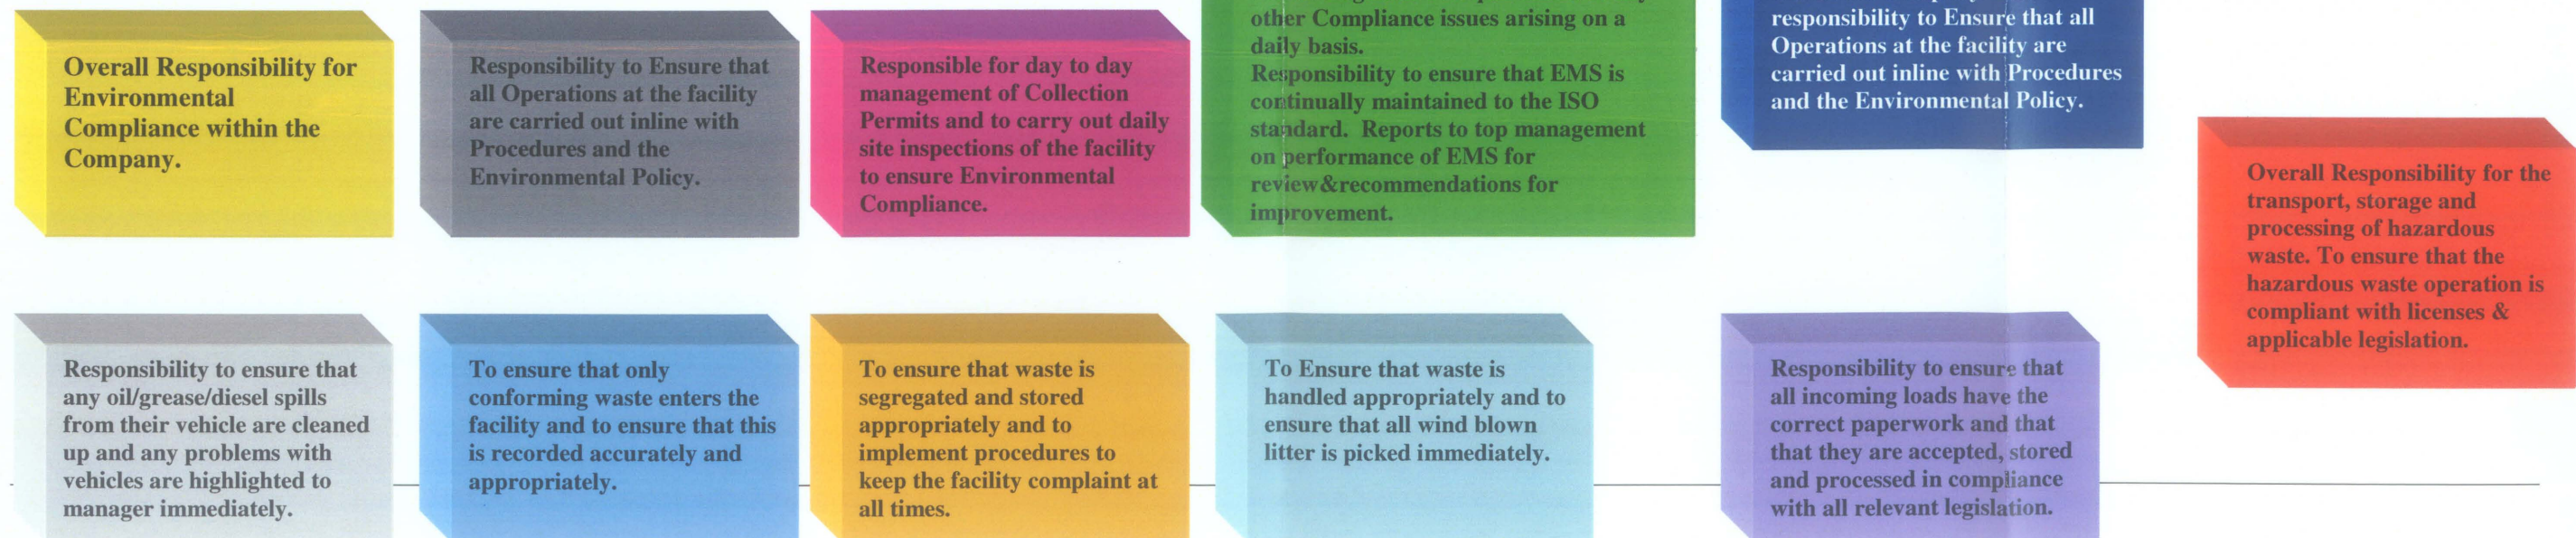 Overall Responsibility for
Environmental
Compliance within the
Company.
Responsibility to Ensure that
all Operations at the facility
are carried out inline with
Procedures and the
Environmental Policy.
Responsible for day to day
management of Collection
Permits and to carry out daily
site inspections of the facility
to ensure Environmental
Compliance.
other Compliance issues arising on a
daily basis.
Responsibility to ensure that EMS is
continually maintained to the ISO
standard. Reports to top management
on performance of EMS for
review&recommendations for
improvement.
responsibility to Ensure that all
Operations at the facility are
carried out inline with Procedures
and the Environmental Policy.
Overall Responsibility for the
transport, storage and
processing of hazardous
waste. To ensure that the
hazardous waste operation is
compliant with licenses &
applicable legislation.
Responsibility to ensure that
any oil/grease/diesel spills
from their vehicle are cleaned
up and any problems with
vehicles are highlighted to
manager immediately.
To ensure that only
conforming waste enters the
facility and to ensure that this
is recorded accurately and
appropriately.
To ensure that waste is
segregated and stored
appropriately and to
implement procedures to
keep the facility complaint at
all times.
To Ensure that waste is
handled appropriately and to
ensure that all wind blown
litter is picked immediately.
Responsibility to ensure that
all incoming loads have the
correct paperwork and that
that they are accepted, stored
and processed in compliance
with all relevant legislation.